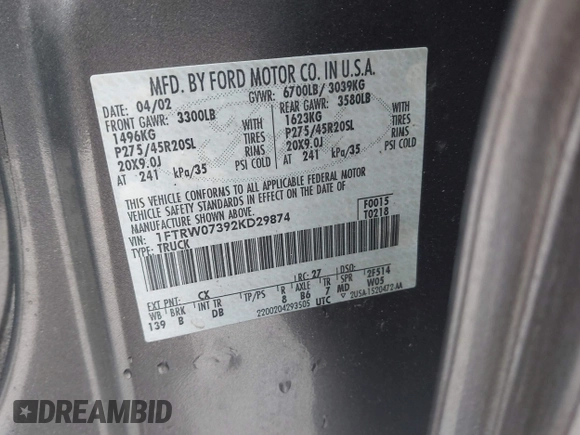 MFD. BY FORD MOTOR CO. IN U.S.A.
DATE: 04/02 GVWR: 6700LB/ 3039KG
FRONT GAWR: 3300LB REAR GAWR: 3580LB
1496KG WITH 1623KG WITH
P275/45R20SL TIRES P275/45R20SL TIRES
20X9.0J RIMS 20X9.0J RIMS
AT 241 kPa/35 PSI COLD AT 241 kPa/35 PSI COLD
THIS VEHICLE CONFORMS TO ALL APPLICABLE FEDERAL MOTOR
VEHICLE SAFETY STANDARDS IN EFFECT ON THE DATE OF
MANUFACTURE SHOWN ABOVE.
VIN: 1FTRW07392KD29874 F0015
TYPE: TRUCK T0218
EXT PNT: CX RC: 27 DSO:
WB BRK INT TR TP/PS R AXLE TR SPR 2F514
139 B DB 8 B6 7 MD W05
2200204293505 UTC
DREAMBID